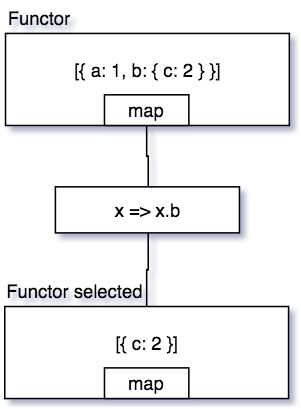 Functor
[{ a: 1, b: { c: 2 } }]
map
x => x.b
Functor selected
[{ c: 2 }]
map